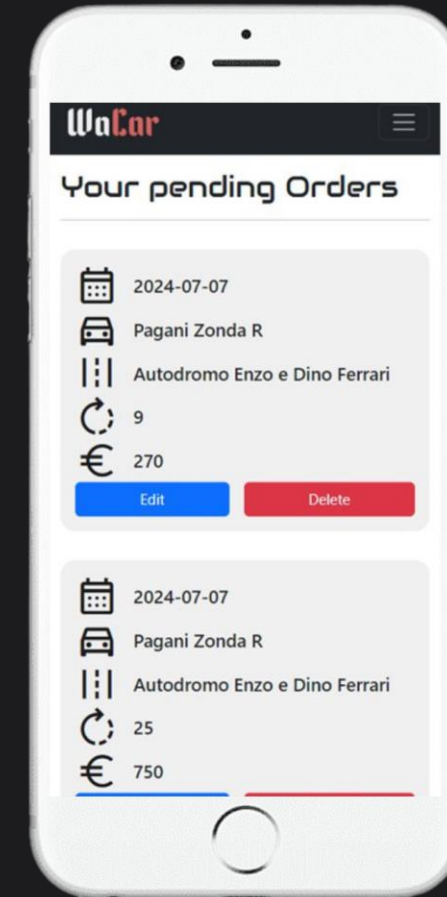 WaCar
Your pending Orders
2024-07-07
Pagani Zonda R
Autodromo Enzo e Dino Ferrari
9
€ 270
Edit Delete
2024-07-07
Pagani Zonda R
Autodromo Enzo e Dino Ferrari
25
€ 750